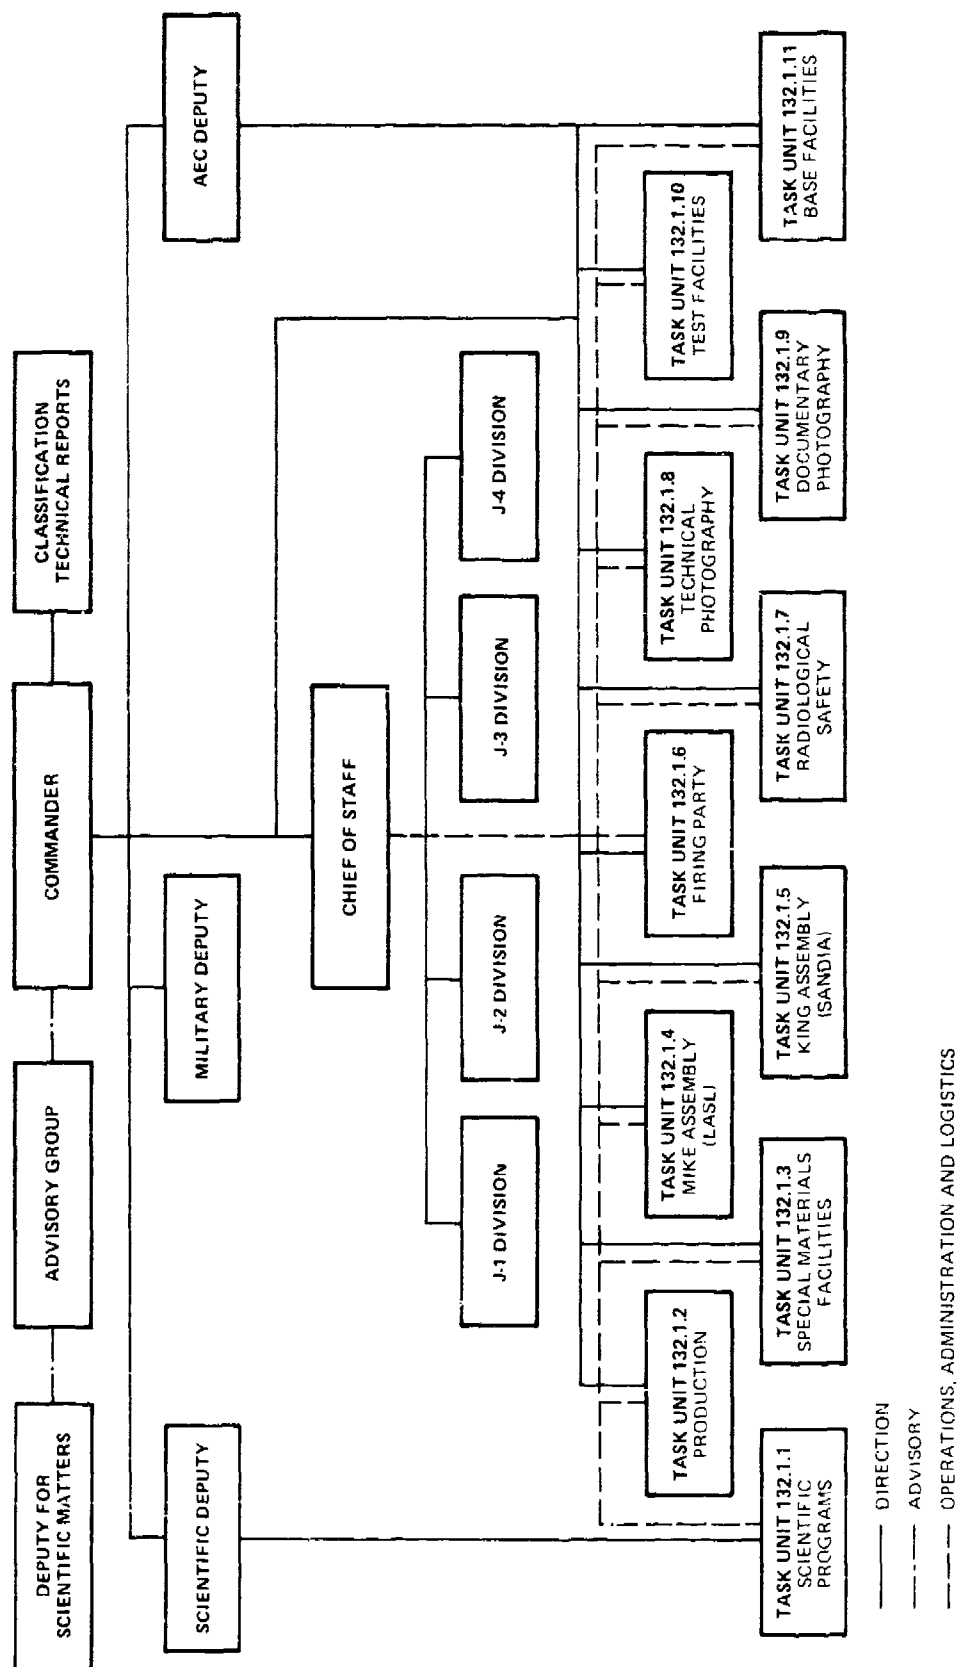 DEPUTY FOR
SCIENTIFIC MATTERS
ADVISORY GROUP
COMMANDER
CLASSIFICATION
TECHNICAL REPORTS
SCIENTIFIC DEPUTY
MILITARY DEPUTY
AEC DEPUTY
CHIEF OF STAFF
J-1 DIVISION
J-2 DIVISION
J-3 DIVISION
J-4 DIVISION
TASK UNIT 132.1.2
PRODUCTION
TASK UNIT 132.1.4
MIKE ASSEMBLY
(LASL)
TASK UNIT 132.1.6
FIRING PARTY
TASK UNIT 132.1.8
TECHNICAL
PHOTOGRAPHY
TASK UNIT 132.1.10
TEST FACILITIES
TASK UNIT 132.1.1
SCIENTIFIC
PROGRAMS
TASK UNIT 132.1.3
SPECIAL MATERIALS
FACILITIES
TASK UNIT 132.1.5
KING ASSEMBLY
(SANDIA)
TASK UNIT 132.1.7
RADIOLOGICAL
SAFETY
TASK UNIT 132.1.9
DOCUMENTARY
PHOTOGRAPHY
TASK UNIT 132.1.11
BASE FACILITIES
DIRECTION
ADVISORY
OPERATIONS, ADMINISTRATION AND LOGISTICS